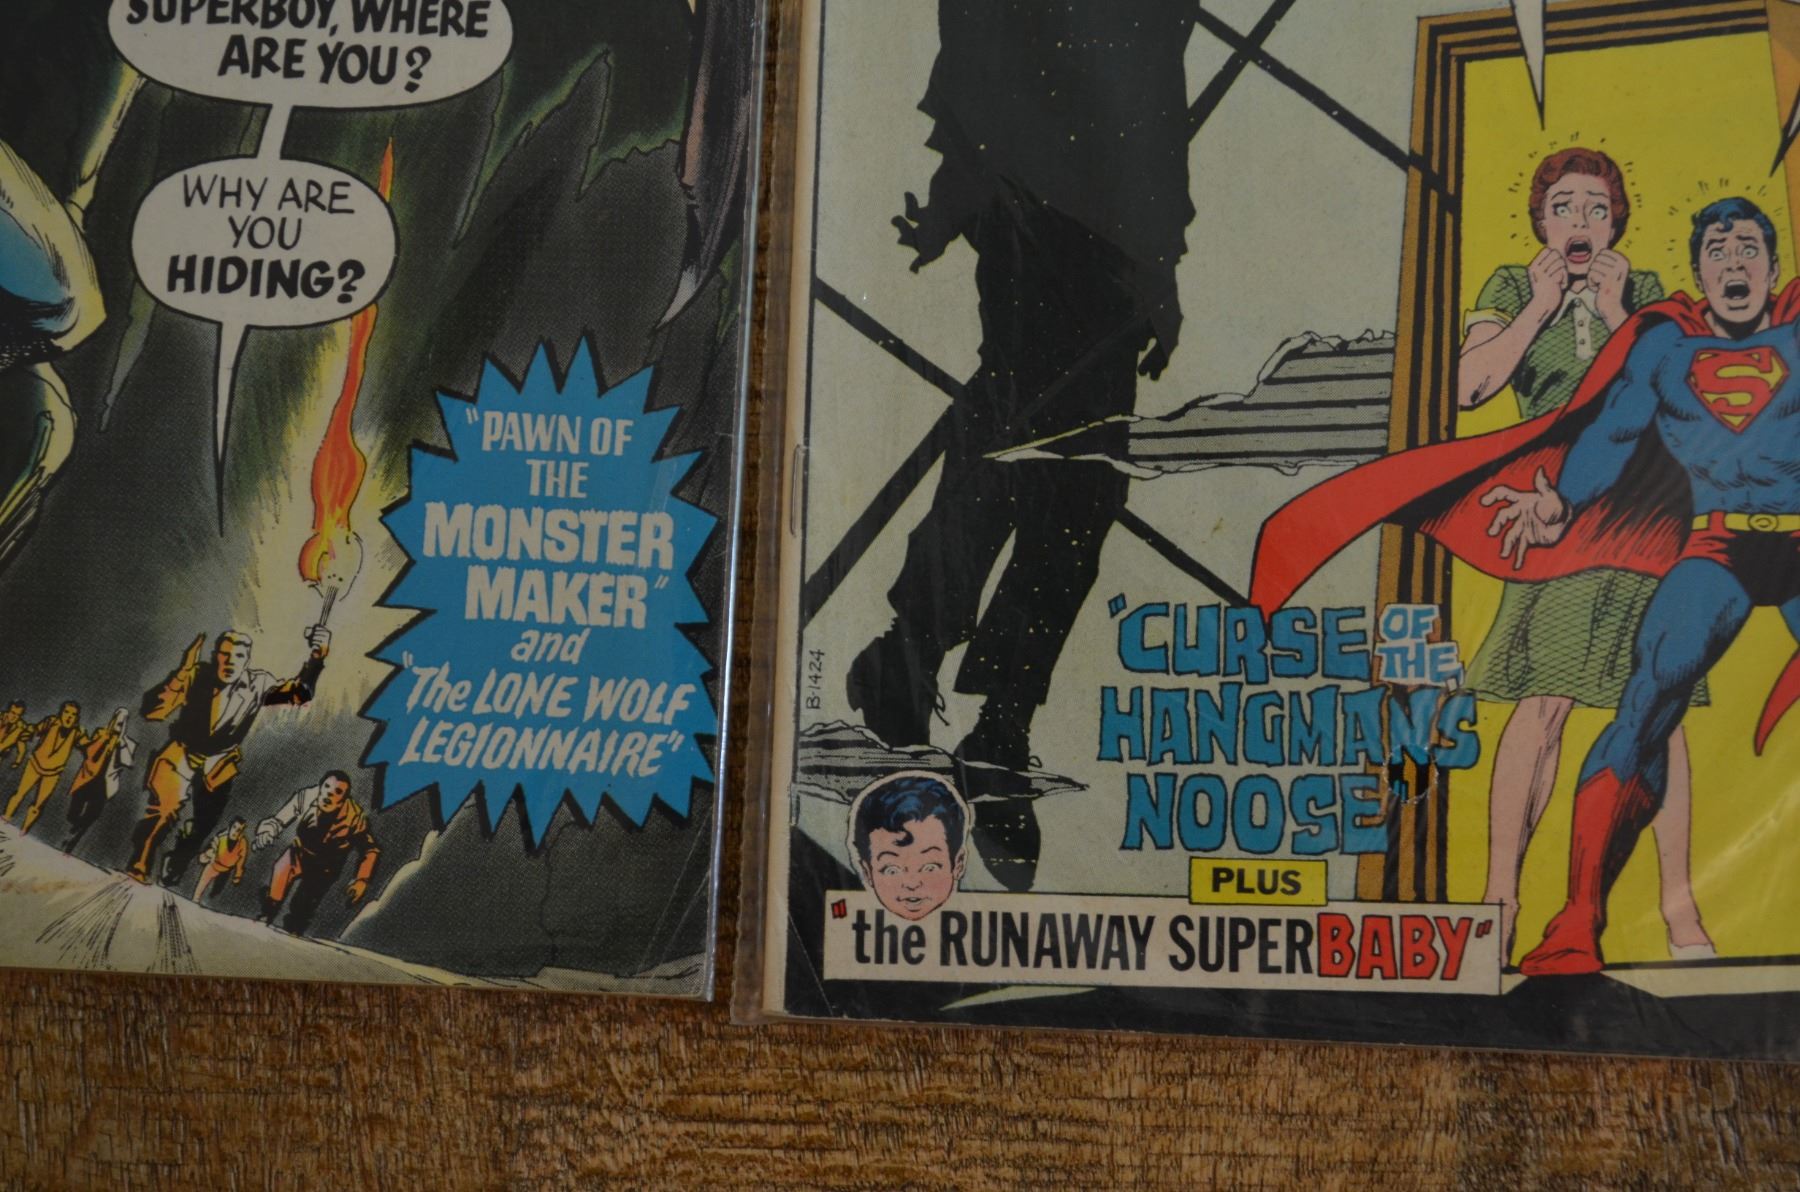 SUPERBOY, WHERE
ARE YOU?
WHY ARE
YOU
HIDING?
"PAWN OF
THE
MONSTER
MAKER"
and
"The LONE WOLF
LEGIONNAIRE"
S
B-1424
"CURSE OF THE
HANGMAN'S
NOOSE"
PLUS
"the RUNAWAY SUPERBABY"